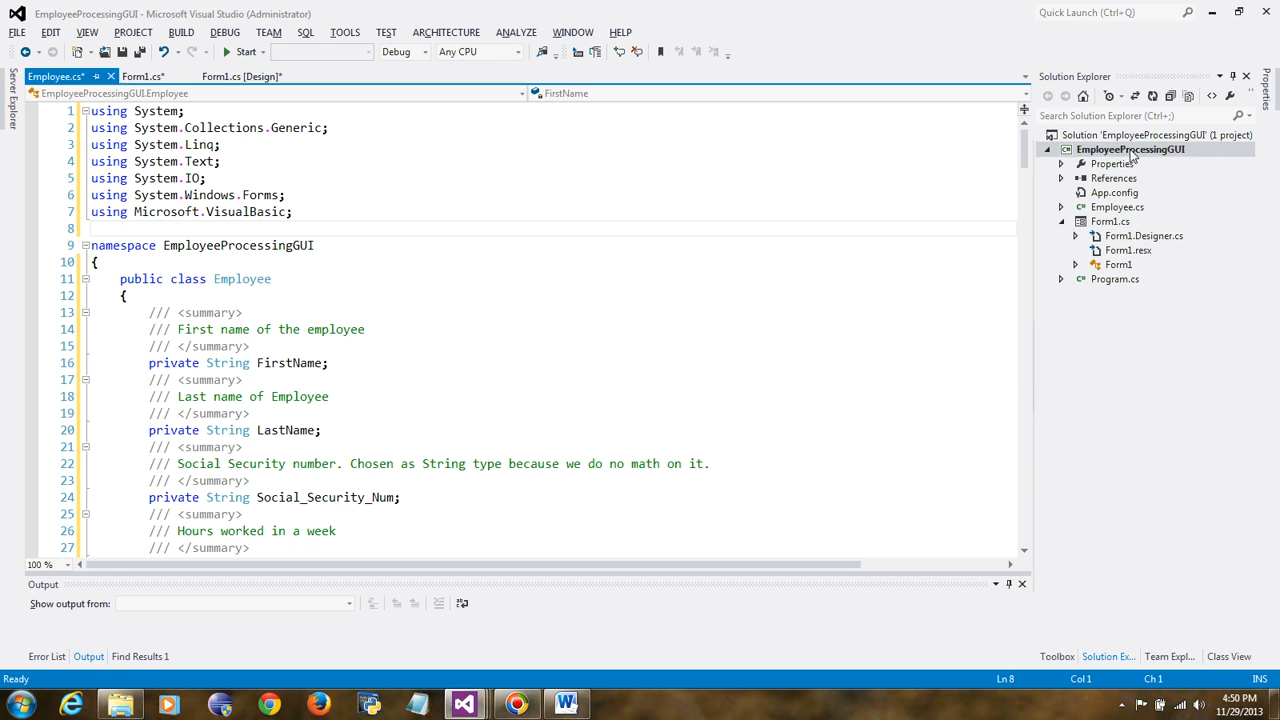 EmployeeProcessingGUI - Microsoft Visual Studio (Administrator)
Quick Launch (Ctrl+Q)
FILE EDIT VIEW PROJECT BUILD DEBUG TEAM SQL TOOLS TEST ARCHITECTURE ANALYZE WINDOW HELP
Start Debug Any CPU
Server Explorer
Employee.cs* Form1.cs* Form1.cs [Design]*
EmployeeProcessingGUI.Employee FirstName
1 using System;
2 using System.Collections.Generic;
3 using System.Linq;
4 using System.Text;
5 using System.IO;
6 using System.Windows.Forms;
7 using Microsoft.VisualBasic;
8
9 namespace EmployeeProcessingGUI
10 {
11 public class Employee
12 {
13 /// <summary>
14 /// First name of the employee
15 /// </summary>
16 private String FirstName;
17 /// <summary>
18 /// Last name of Employee
19 /// </summary>
20 private String LastName;
21 /// <summary>
22 /// Social Security number. Chosen as String type because we do no math on it.
23 /// </summary>
24 private String Social_Security_Num;
25 /// <summary>
26 /// Hours worked in a week
27 /// </summary>
100 %
Solution Explorer
Search Solution Explorer (Ctrl+;)
Solution 'EmployeeProcessingGUI' (1 project)
EmployeeProcessingGUI
Properties
References
App.config
Employee.cs
Form1.cs
Form1.Designer.cs
Form1.resx
Form1
Program.cs
Properties
Output
Show output from:
Error List Output Find Results 1
Toolbox Solution Ex... Team Expl... Class View
Ready Ln 8 Col 1 Ch 1 INS
4:50 PM
11/29/2013